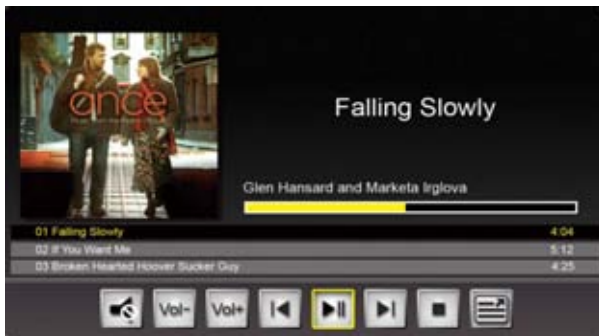 once
Falling Slowly
Glen Hansard and Marketa Irglova
01 Falling Slowly 4:04
02 If You Want Me 5:12
03 Broken Hearted Hoover Sucker Guy 4:25
Vol- Vol+